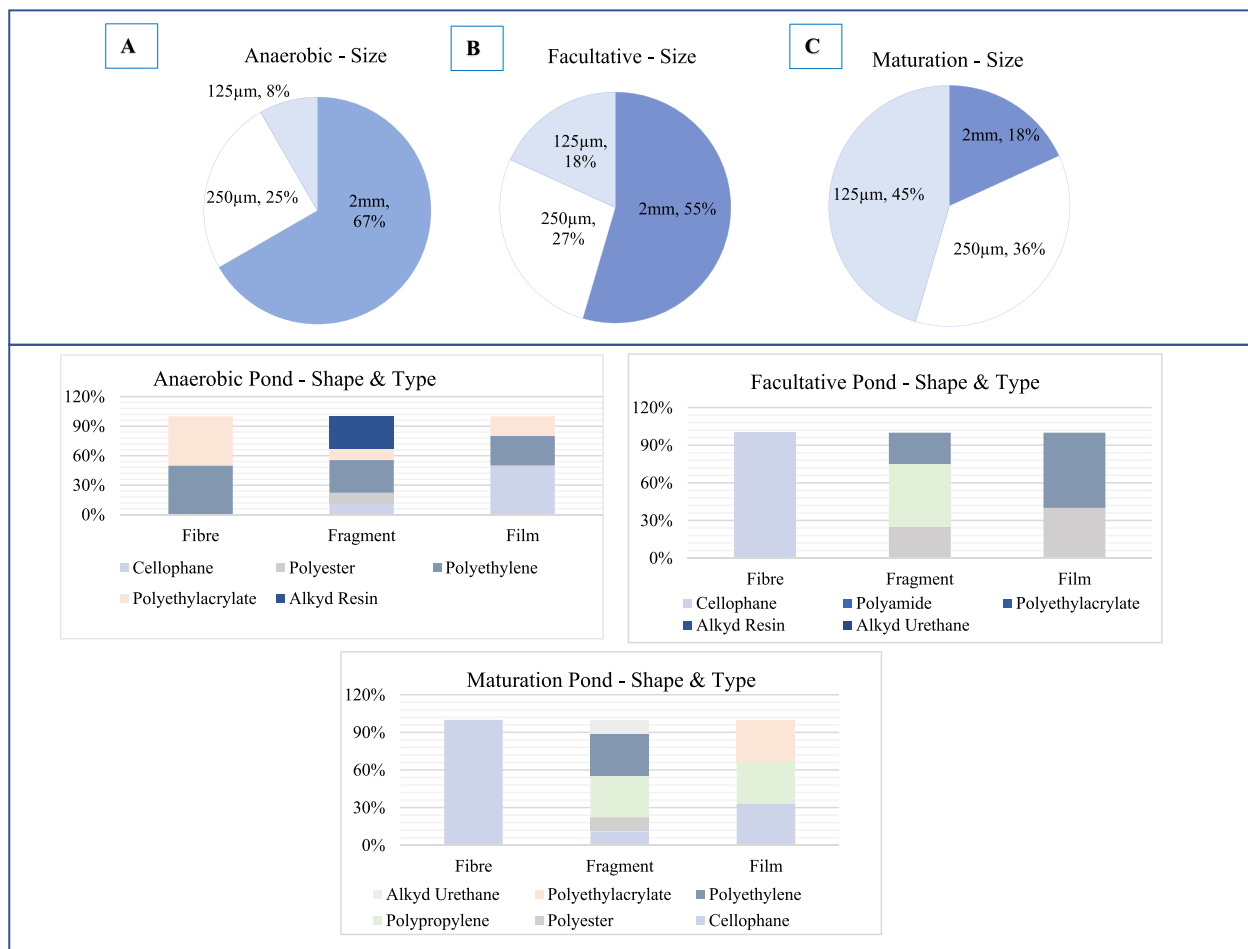 A
Anaerobic - Size
125µm, 8%
250µm, 25%
2mm,
67%
B
Facultative - Size
125µm,
18%
250µm,
27%
2mm, 55%
C
Maturation - Size
2mm, 18%
125µm, 45%
250µm, 36%
Anaerobic Pond - Shape & Type
120%
90%
60%
30%
0%
Fibre Fragment Film
Cellophane Polyester Polyethylene
Polyethylacrylate Alkyd Resin
Facultative Pond - Shape & Type
120%
90%
60%
30%
0%
Fibre Fragment Film
Cellophane Polyamide Polyethylacrylate
Alkyd Resin Alkyd Urethane
Maturation Pond - Shape & Type
120%
90%
60%
30%
0%
Fibre Fragment Film
Alkyd Urethane Polyethylacrylate Polyethylene
Polypropylene Polyester Cellophane